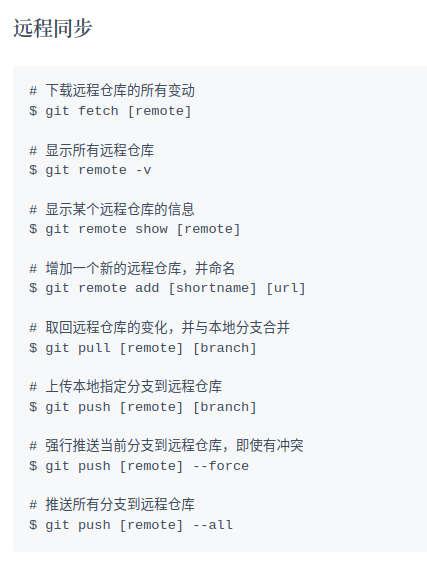 远程同步
# 下载远程仓库的所有变动
$ git fetch [remote]
# 显示所有远程仓库
$ git remote -v
# 显示某个远程仓库的信息
$ git remote show [remote]
# 增加一个新的远程仓库，并命名
$ git remote add [shortname] [url]
# 取回远程仓库的变化，并与本地分支合并
$ git pull [remote] [branch]
# 上传本地指定分支到远程仓库
$ git push [remote] [branch]
# 强行推送当前分支到远程仓库，即使有冲突
$ git push [remote] --force
# 推送所有分支到远程仓库
$ git push [remote] --all